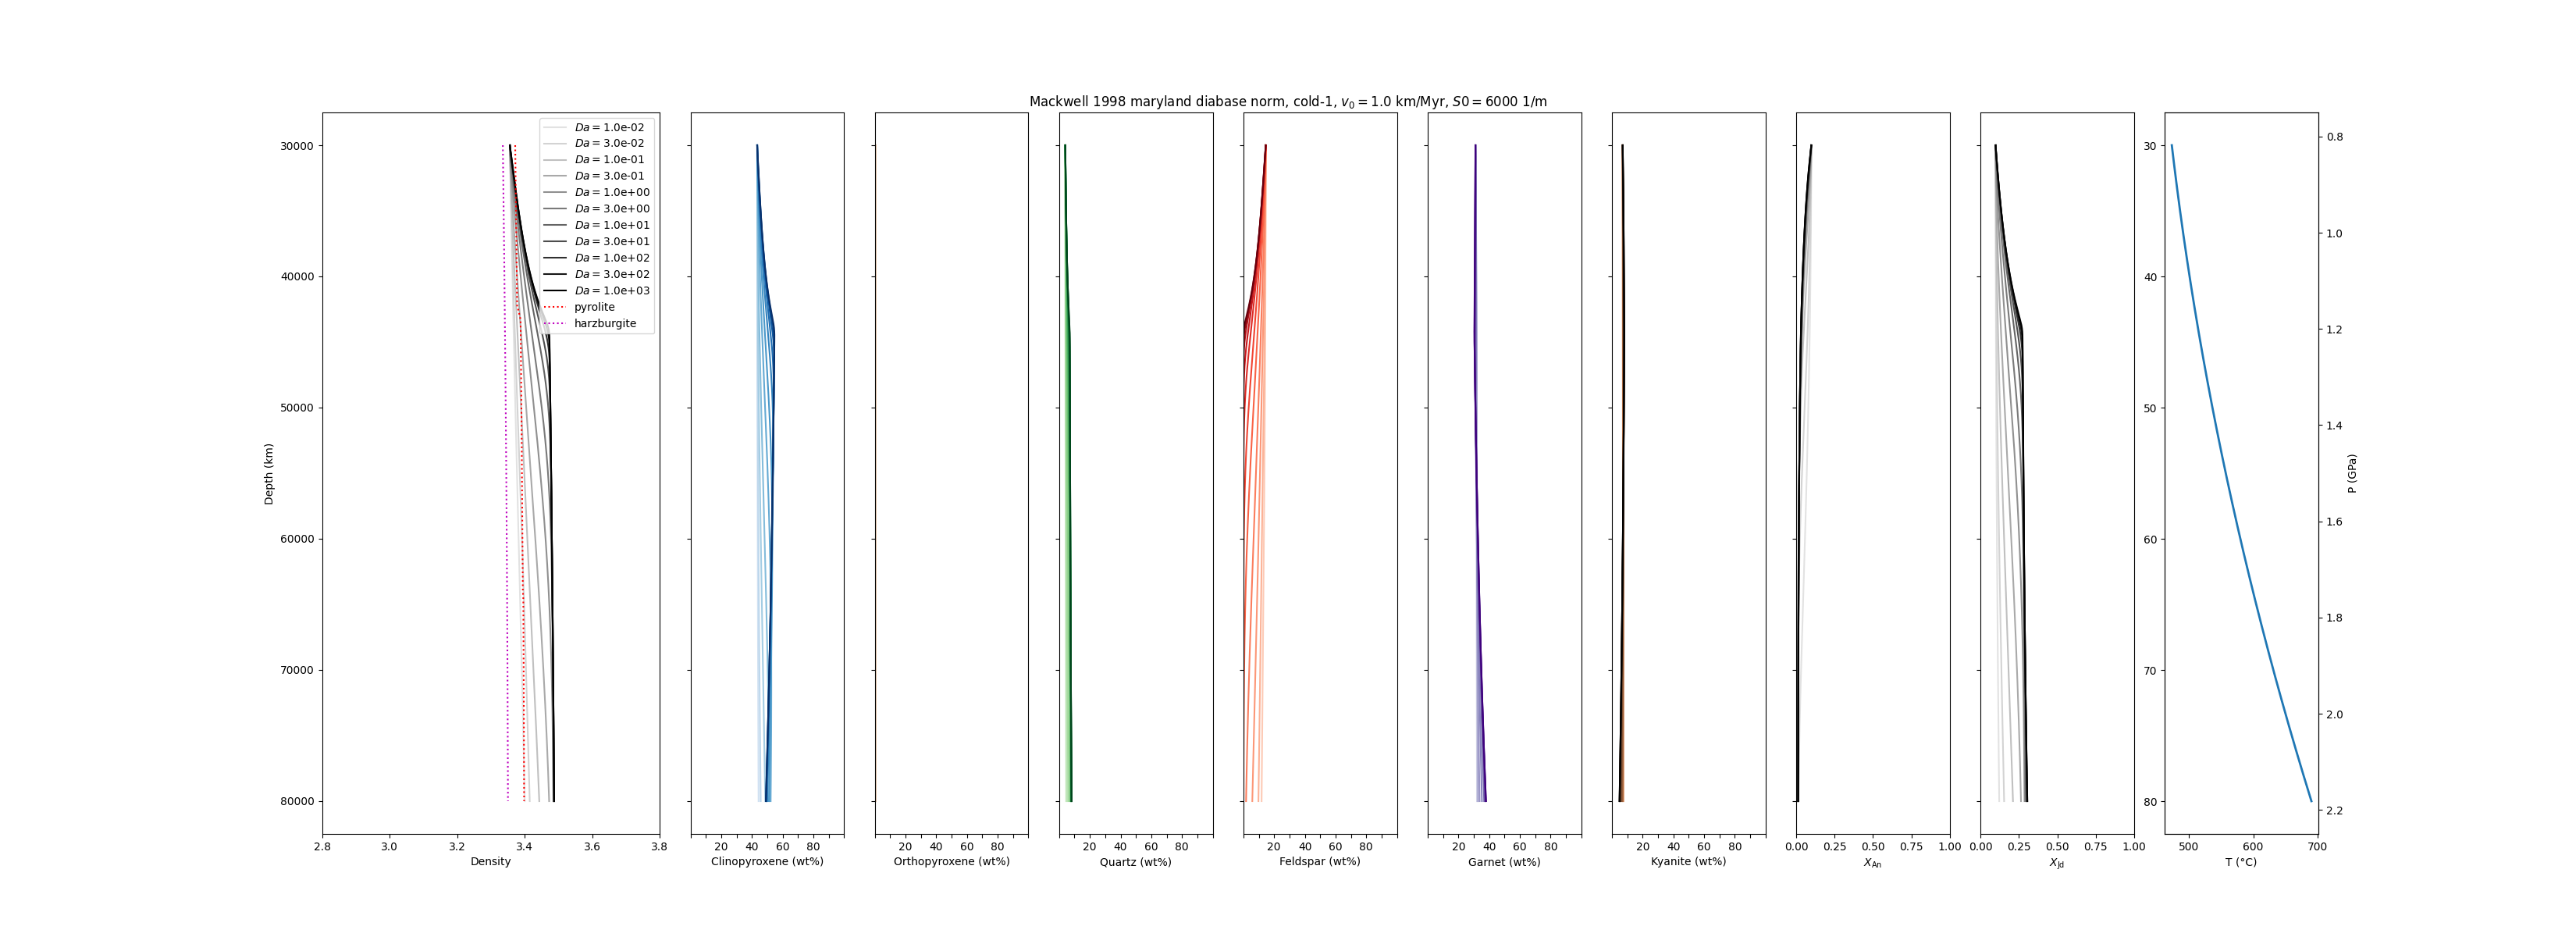 Mackwell 1998 maryland diabase norm, cold-1, v₀ = 1.0 km/Myr, S0 = 6000 1/m
Da = 1.0e-02
Da = 3.0e-02
Da = 1.0e-01
Da = 3.0e-01
Da = 1.0e+00
Da = 3.0e+00
Da = 1.0e+01
Da = 3.0e+01
Da = 1.0e+02
Da = 3.0e+02
Da = 1.0e+03
pyrolite
harzburgite
Depth (km)
30000
40000
50000
60000
70000
80000
2.8 3.0 3.2 3.4 3.6 3.8
Density
20 40 60 80
Clinopyroxene (wt%)
20 40 60 80
Orthopyroxene (wt%)
20 40 60 80
Quartz (wt%)
20 40 60 80
Feldspar (wt%)
20 40 60 80
Garnet (wt%)
20 40 60 80
Kyanite (wt%)
0.00 0.25 0.50 0.75 1.00
X_An
0.00 0.25 0.50 0.75 1.00
X_Jd
30
40
50
60
70
80
500 600 700
T (°C)
0.8
1.0
1.2
1.4
1.6
1.8
2.0
2.2
P (GPa)